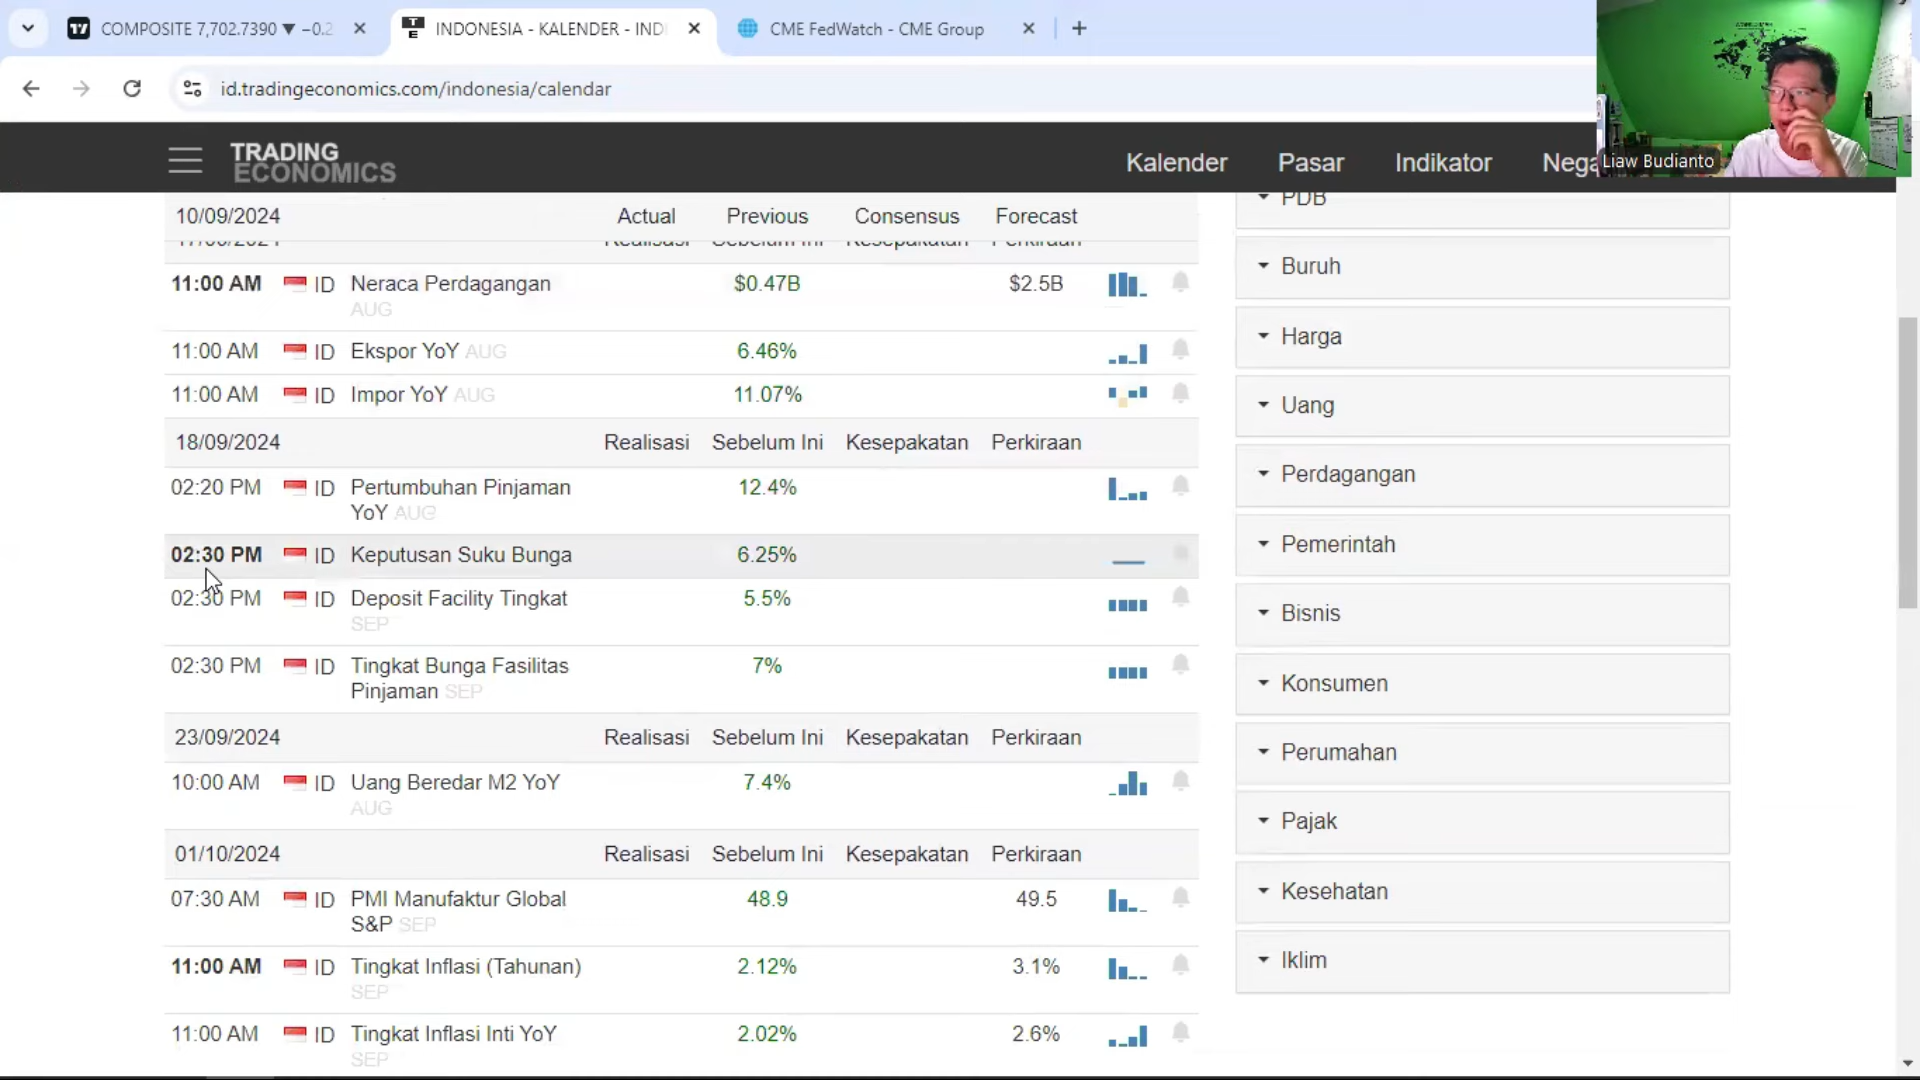 COMPOSITE 7,702.7390 ▼ −0.2
INDONESIA - KALENDER - IND
CME FedWatch - CME Group
id.tradingeconomics.com/indonesia/calendar
TRADING
ECONOMICS
Kalender Pasar Indikator Nega
Liaw Budianto
10/09/2024 Actual Previous Consensus Forecast
Realisasi Sebelum Ini Kesepakatan Perkiraan
11:00 AM ID Neraca Perdagangan $0.47B $2.5B
AUG
11:00 AM ID Ekspor YoY AUG 6.46%
11:00 AM ID Impor YoY AUG 11.07%
18/09/2024 Realisasi Sebelum Ini Kesepakatan Perkiraan
02:20 PM ID Pertumbuhan Pinjaman 12.4%
YoY AUG
02:30 PM ID Keputusan Suku Bunga 6.25%
02:30 PM ID Deposit Facility Tingkat 5.5%
SEP
02:30 PM ID Tingkat Bunga Fasilitas 7%
Pinjaman SEP
23/09/2024 Realisasi Sebelum Ini Kesepakatan Perkiraan
10:00 AM ID Uang Beredar M2 YoY 7.4%
AUG
01/10/2024 Realisasi Sebelum Ini Kesepakatan Perkiraan
07:30 AM ID PMI Manufaktur Global 48.9 49.5
S&P SEP
11:00 AM ID Tingkat Inflasi (Tahunan) 2.12% 3.1%
SEP
11:00 AM ID Tingkat Inflasi Inti YoY 2.02% 2.6%
SEP
PDB
Buruh
Harga
Uang
Perdagangan
Pemerintah
Bisnis
Konsumen
Perumahan
Pajak
Kesehatan
Iklim